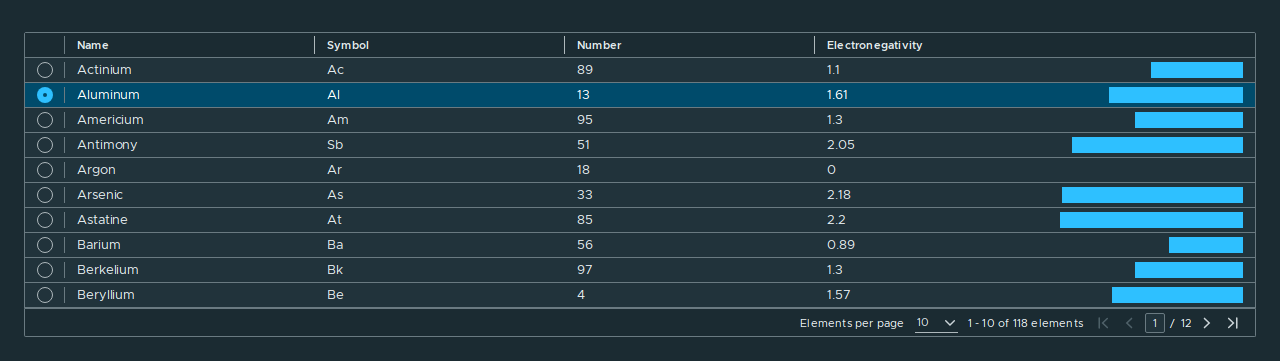 Name Symbol Number Electronegativity
Actinium Ac 89 1.1
Aluminum Al 13 1.61
Americium Am 95 1.3
Antimony Sb 51 2.05
Argon Ar 18 0
Arsenic As 33 2.18
Astatine At 85 2.2
Barium Ba 56 0.89
Berkelium Bk 97 1.3
Beryllium Be 4 1.57
Elements per page 10 1 - 10 of 118 elements 1 / 12